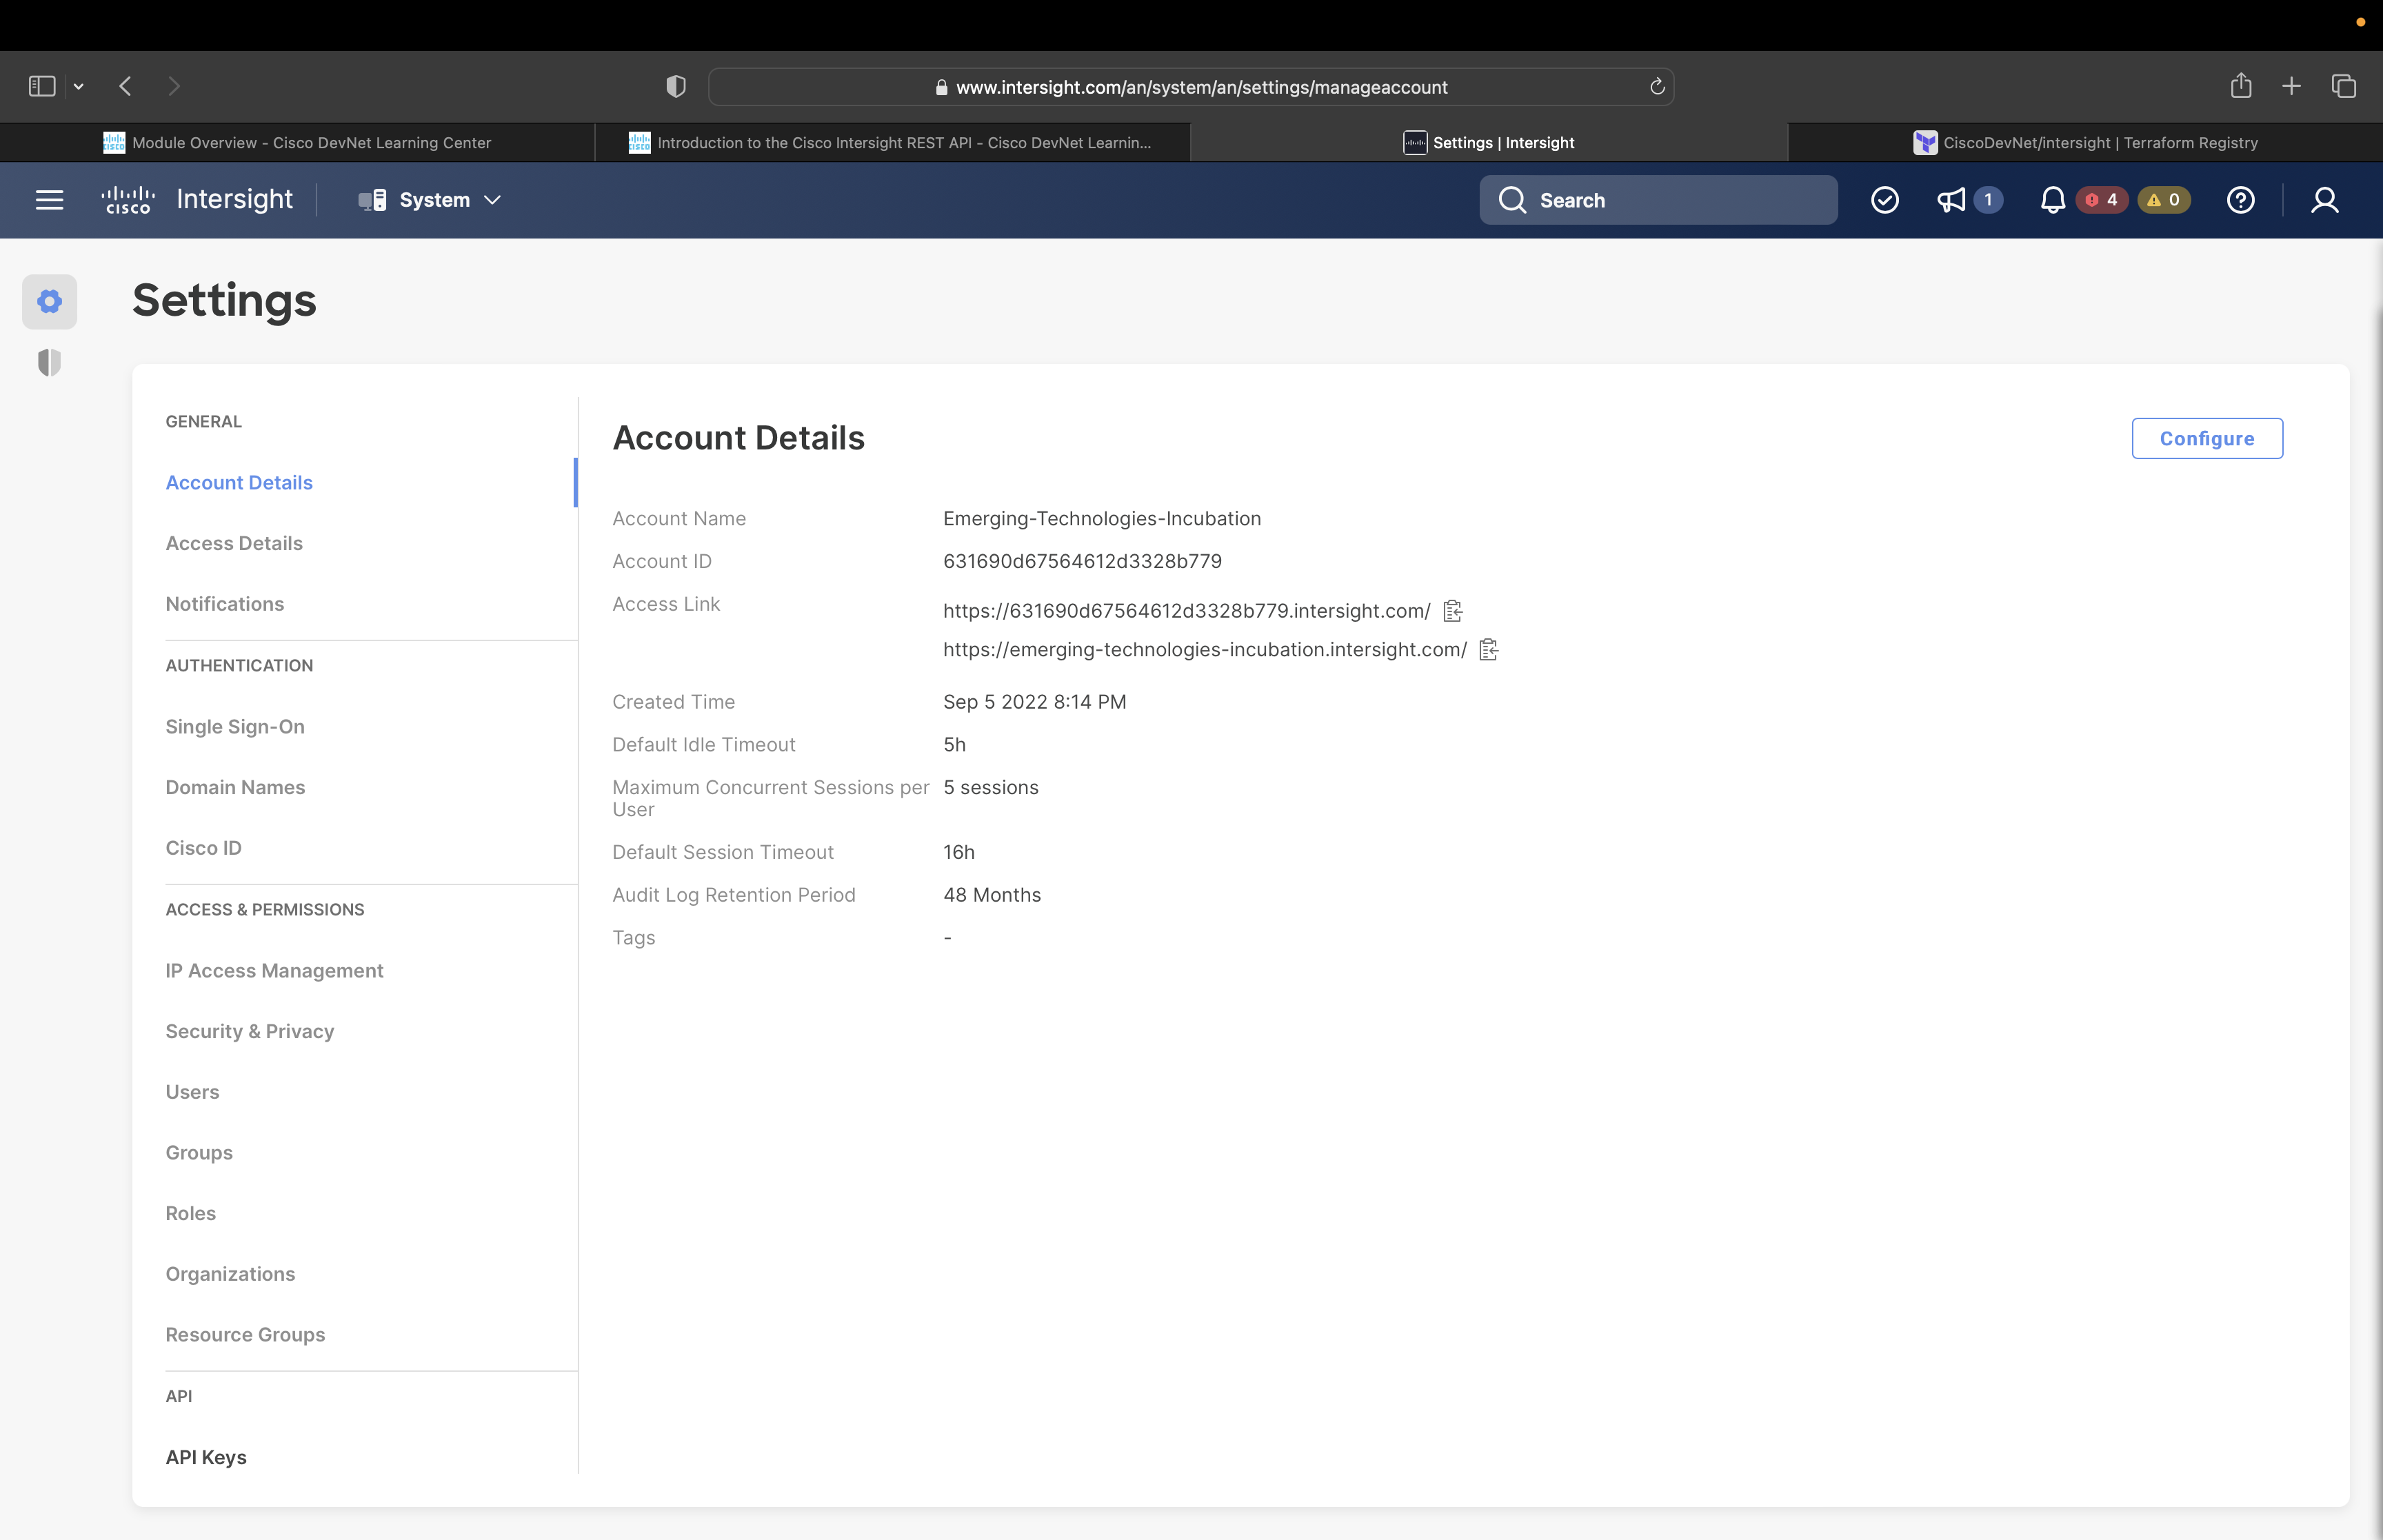 www.intersight.com/an/system/an/settings/manageaccount
Module Overview - Cisco DevNet Learning Center
Introduction to the Cisco Intersight REST API - Cisco DevNet Learnin...
Settings | Intersight
CiscoDevNet/intersight | Terraform Registry
CISCO Intersight
System
Search
1
4
0
Settings
GENERAL
Account Details
Access Details
Notifications
AUTHENTICATION
Single Sign-On
Domain Names
Cisco ID
ACCESS & PERMISSIONS
IP Access Management
Security & Privacy
Users
Groups
Roles
Organizations
Resource Groups
API
API Keys
Account Details
Configure
Account Name Emerging-Technologies-Incubation
Account ID 631690d67564612d3328b779
Access Link https://631690d67564612d3328b779.intersight.com/
https://emerging-technologies-incubation.intersight.com/
Created Time Sep 5 2022 8:14 PM
Default Idle Timeout 5h
Maximum Concurrent Sessions per 5 sessions
User
Default Session Timeout 16h
Audit Log Retention Period 48 Months
Tags -